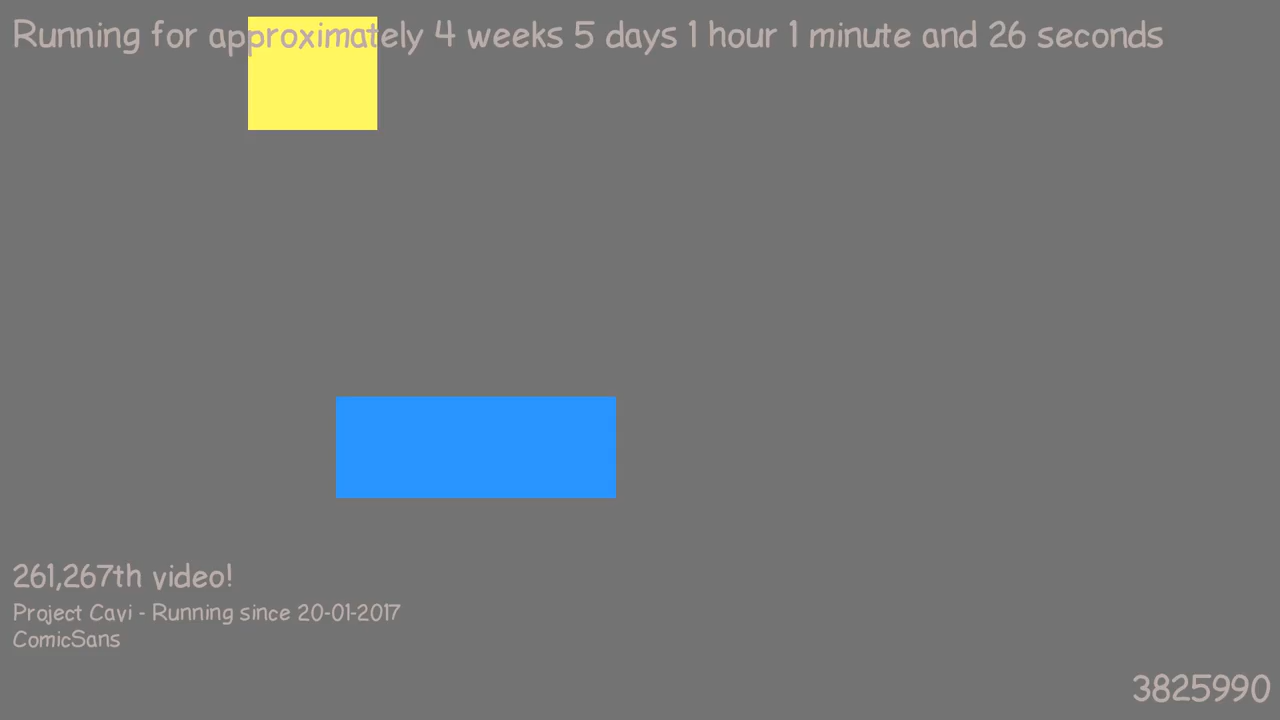 Running for approximately 4 weeks 5 days 1 hour 1 minute and 26 seconds
261,267th video!
Project Cavi - Running since 20-01-2017
ComicSans
3825990